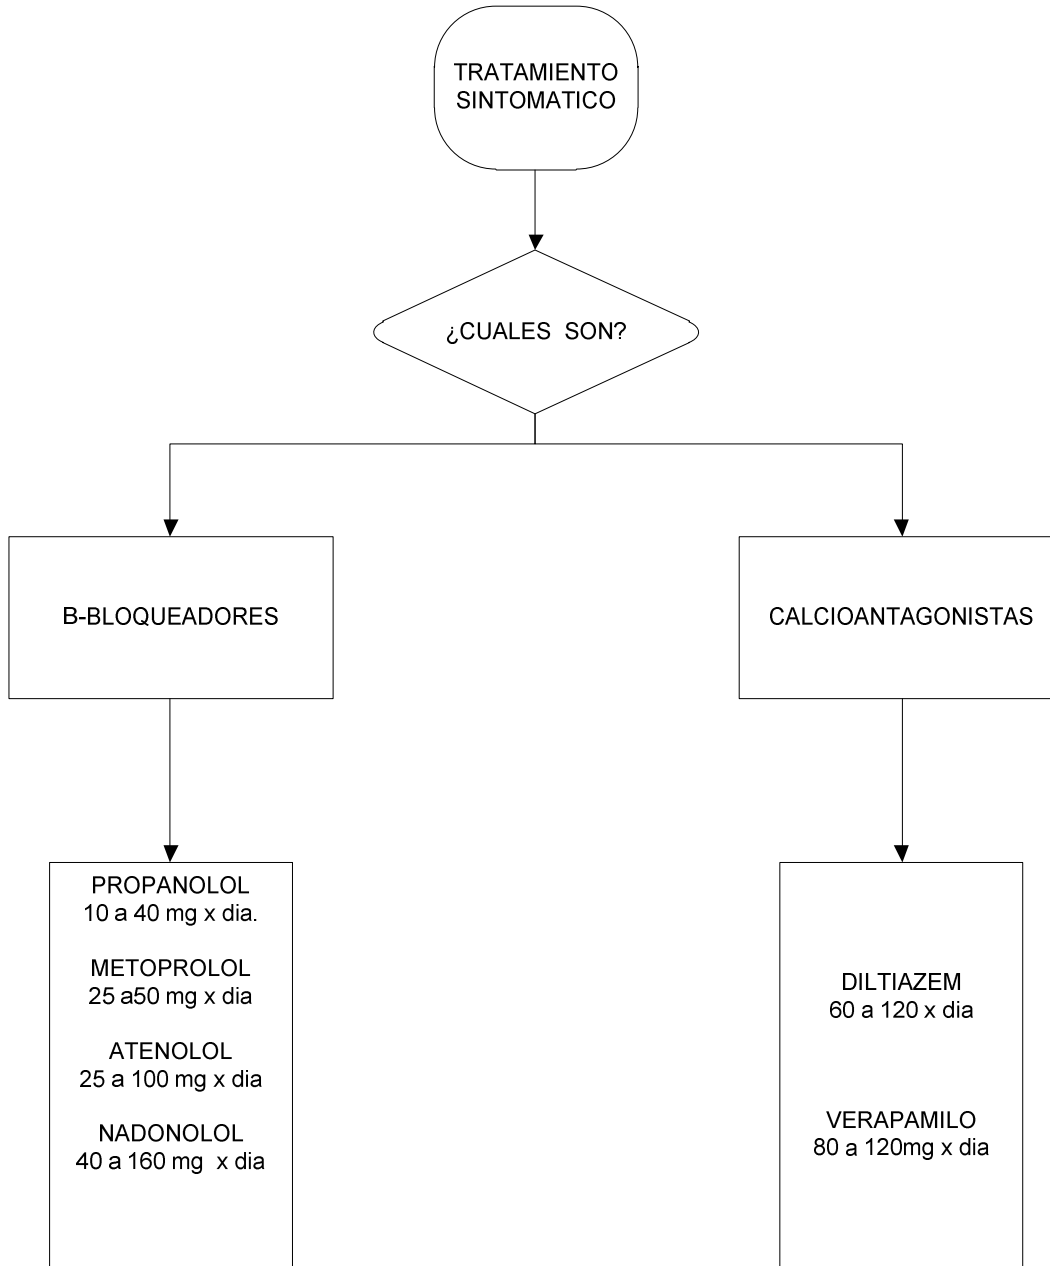 TRATAMIENTO
SINTOMATICO
¿CUALES SON?
B-BLOQUEADORES
CALCIOANTAGONISTAS
PROPANOLOL
10 a 40 mg x dia.
METOPROLOL
25 a50 mg x dia
ATENOLOL
25 a 100 mg x dia
NADONOLOL
40 a 160 mg x dia
DILTIAZEM
60 a 120 x dia
VERAPAMILO
80 a 120mg x dia